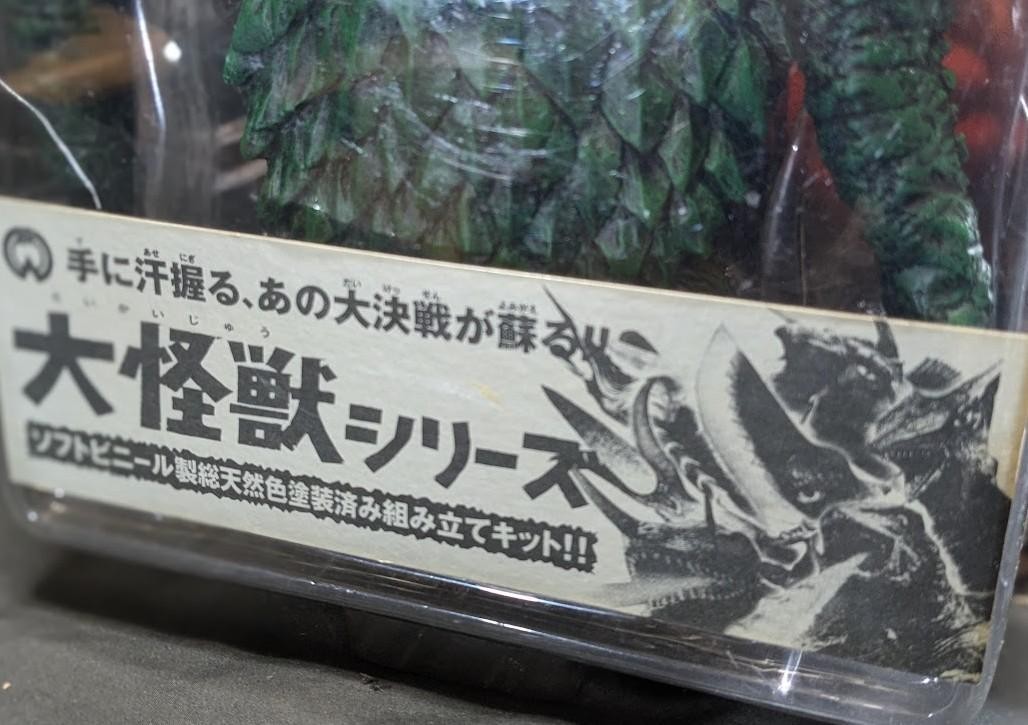 手に汗握る、あの大決戦が蘇る!!
大怪獣シリーズ
ソフトビニール製総天然色塗装済み組み立てキット!!